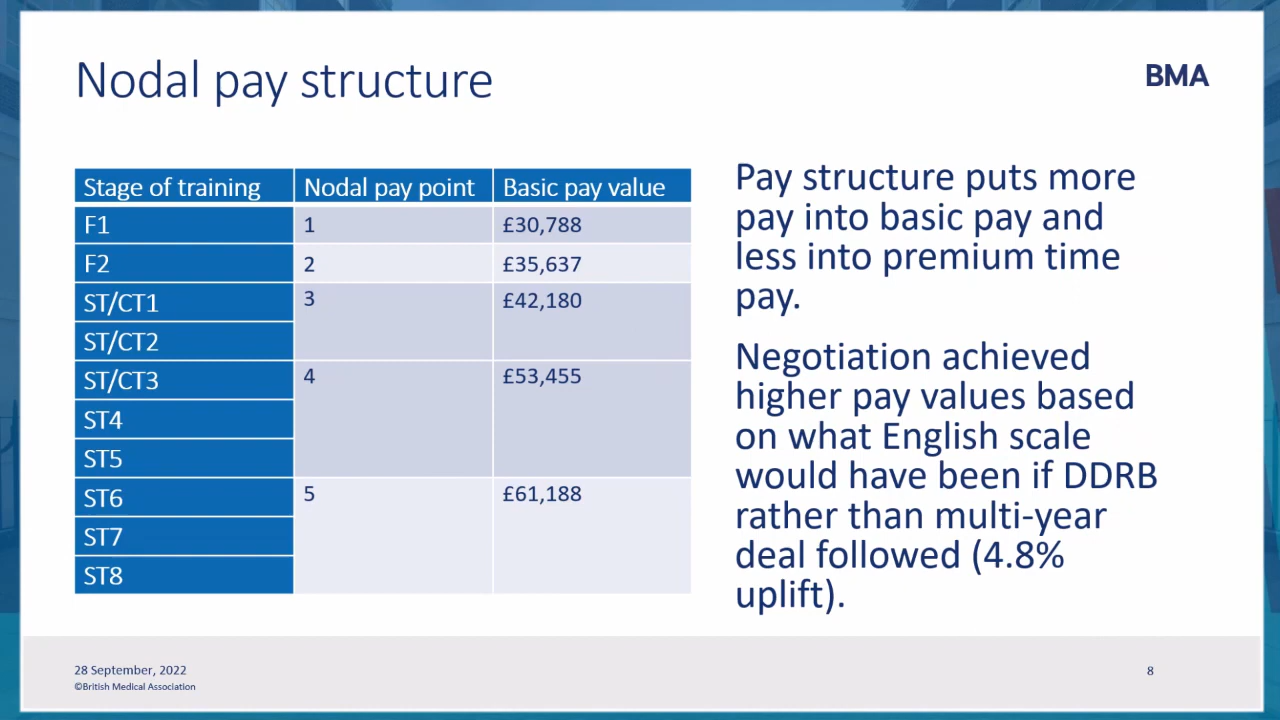 Nodal pay structure
BMA
Stage of training Nodal pay point Basic pay value
F1 1 £30,788
F2 2 £35,637
ST/CT1 3 £42,180
ST/CT2
ST/CT3 4 £53,455
ST4
ST5
ST6 5 £61,188
ST7
ST8
Pay structure puts more
pay into basic pay and
less into premium time
pay.
Negotiation achieved
higher pay values based
on what English scale
would have been if DDRB
rather than multi-year
deal followed (4.8%
uplift).
28 September, 2022
©British Medical Association
8